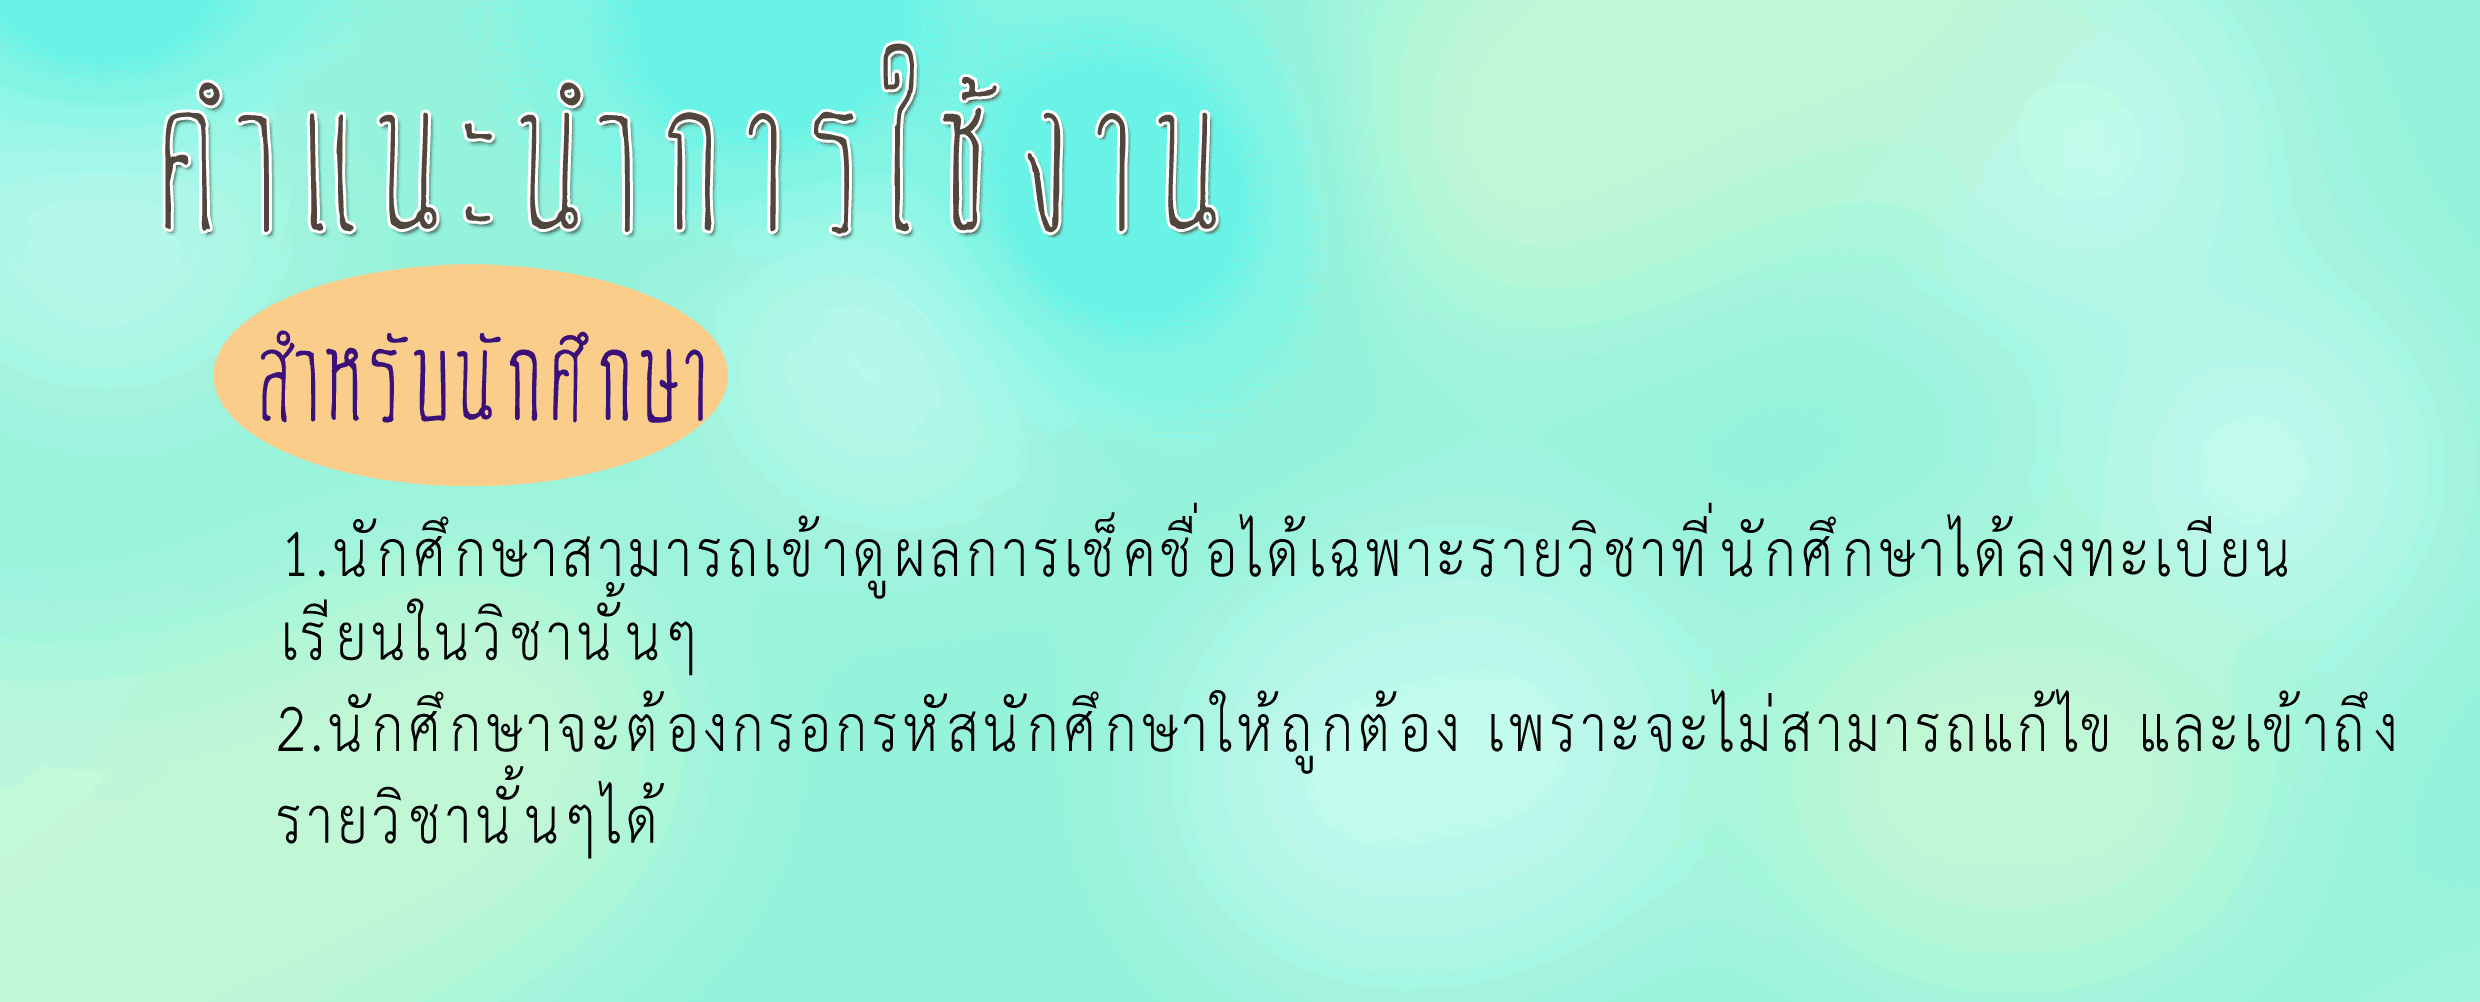 คำแนะนำการใช้งาน
สำหรับนักศึกษา
1.นักศึกษาสามารถเข้าดูผลการเช็คชื่อได้เฉพาะรายวิชาที่นักศึกษาได้ลงทะเบียน
เรียนในวิชานั้นๆ
2.นักศึกษาจะต้องกรอกรหัสนักศึกษาให้ถูกต้อง เพราะจะไม่สามารถแก้ไข และเข้าถึง
รายวิชานั้นๆได้